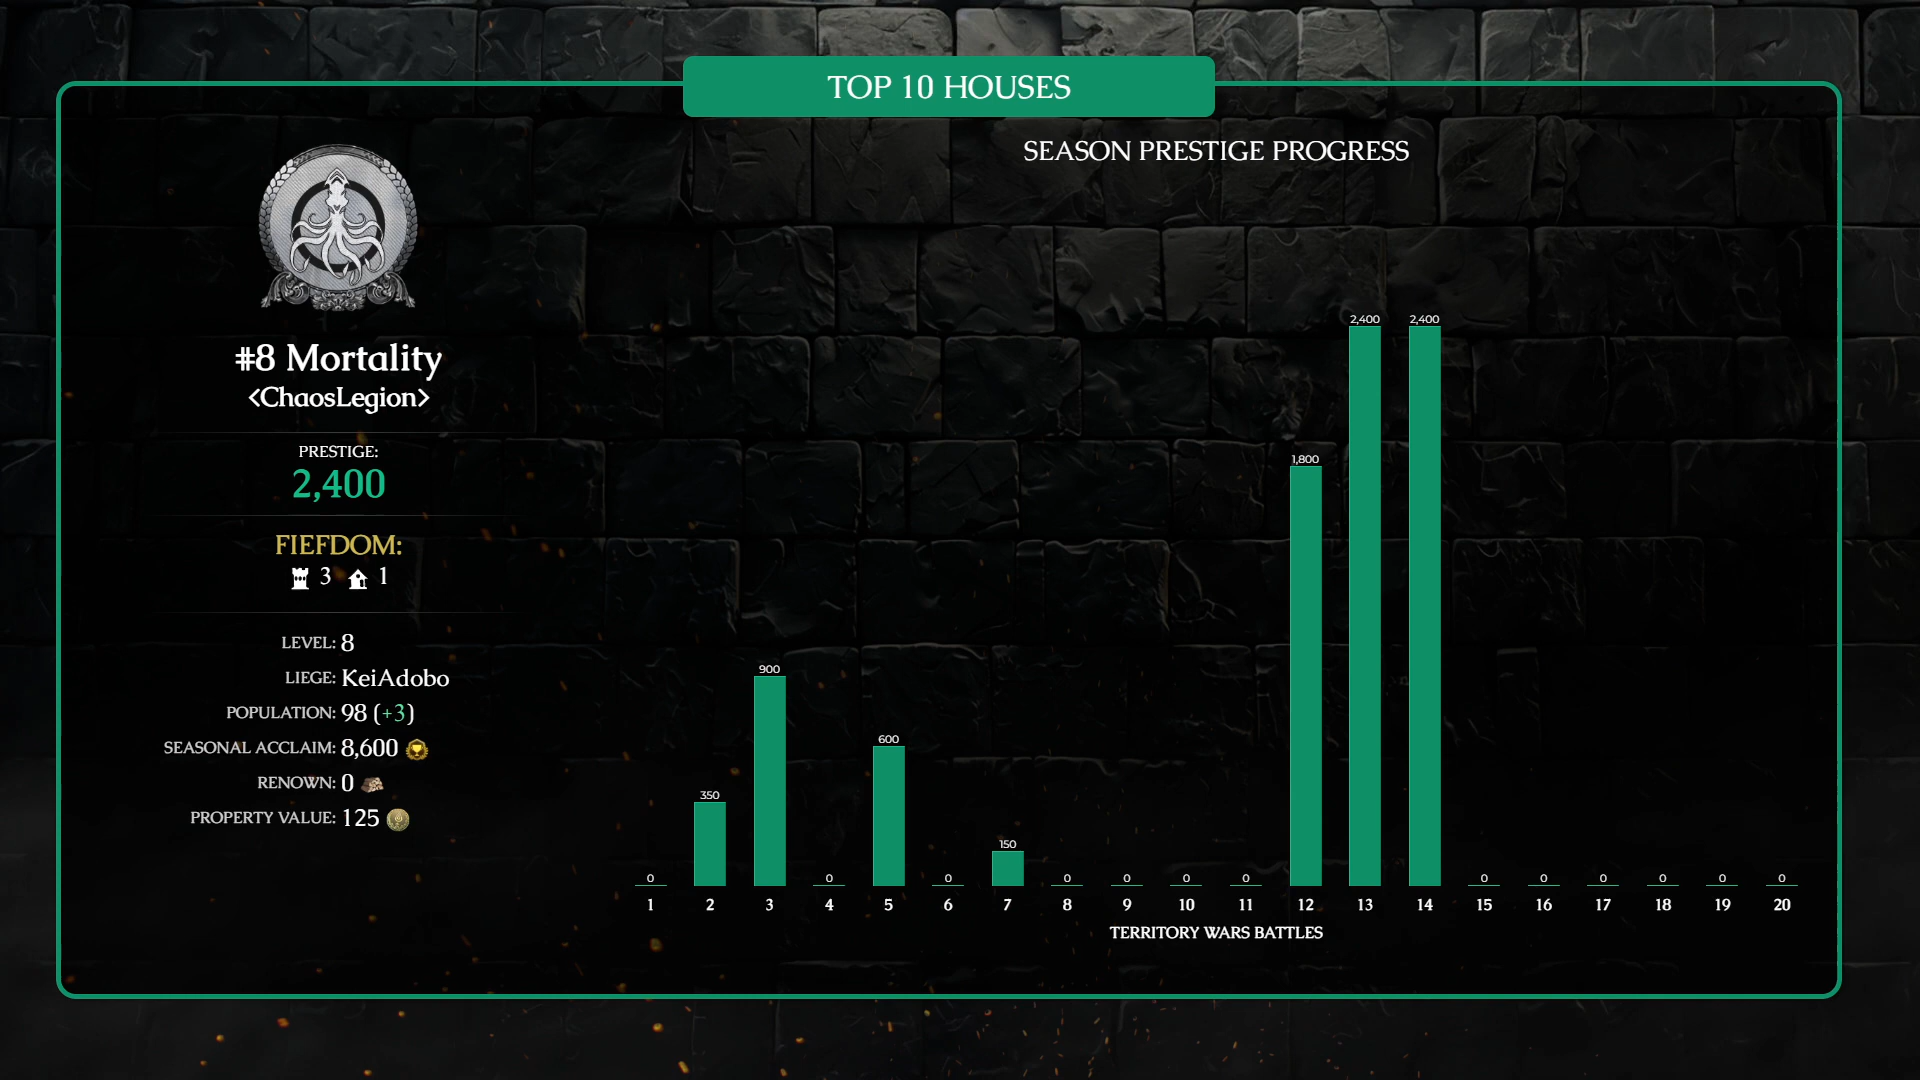 TOP 10 HOUSES
SEASON PRESTIGE PROGRESS
#8 Mortality
<ChaosLegion>
PRESTIGE:
2,400
FIEFDOM:
3 1
LEVEL: 8
LIEGE: KeiAdobo
POPULATION: 98 (+3)
SEASONAL ACCLAIM: 8,600
RENOWN: 0
PROPERTY VALUE: 125
0 350 900 0 600 0 150 0 0 0 0 1,800 2,400 2,400 0 0 0 0 0 0
1 2 3 4 5 6 7 8 9 10 11 12 13 14 15 16 17 18 19 20
TERRITORY WARS BATTLES